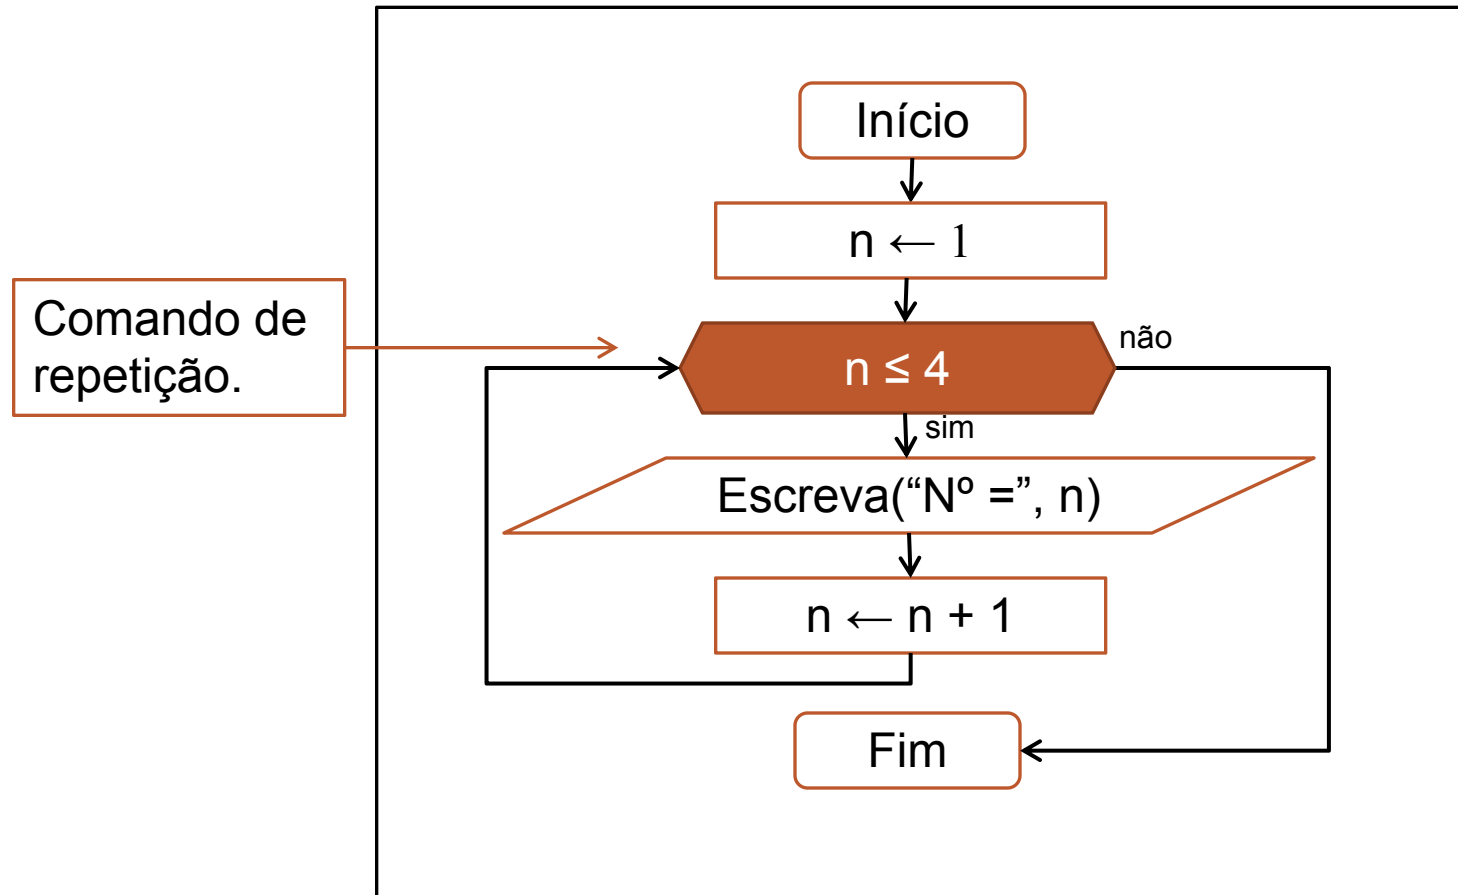 Início
n ← 1
Comando de
repetição.
n ≤ 4
não
sim
Escreva(“Nº =”, n)
n ← n + 1
Fim